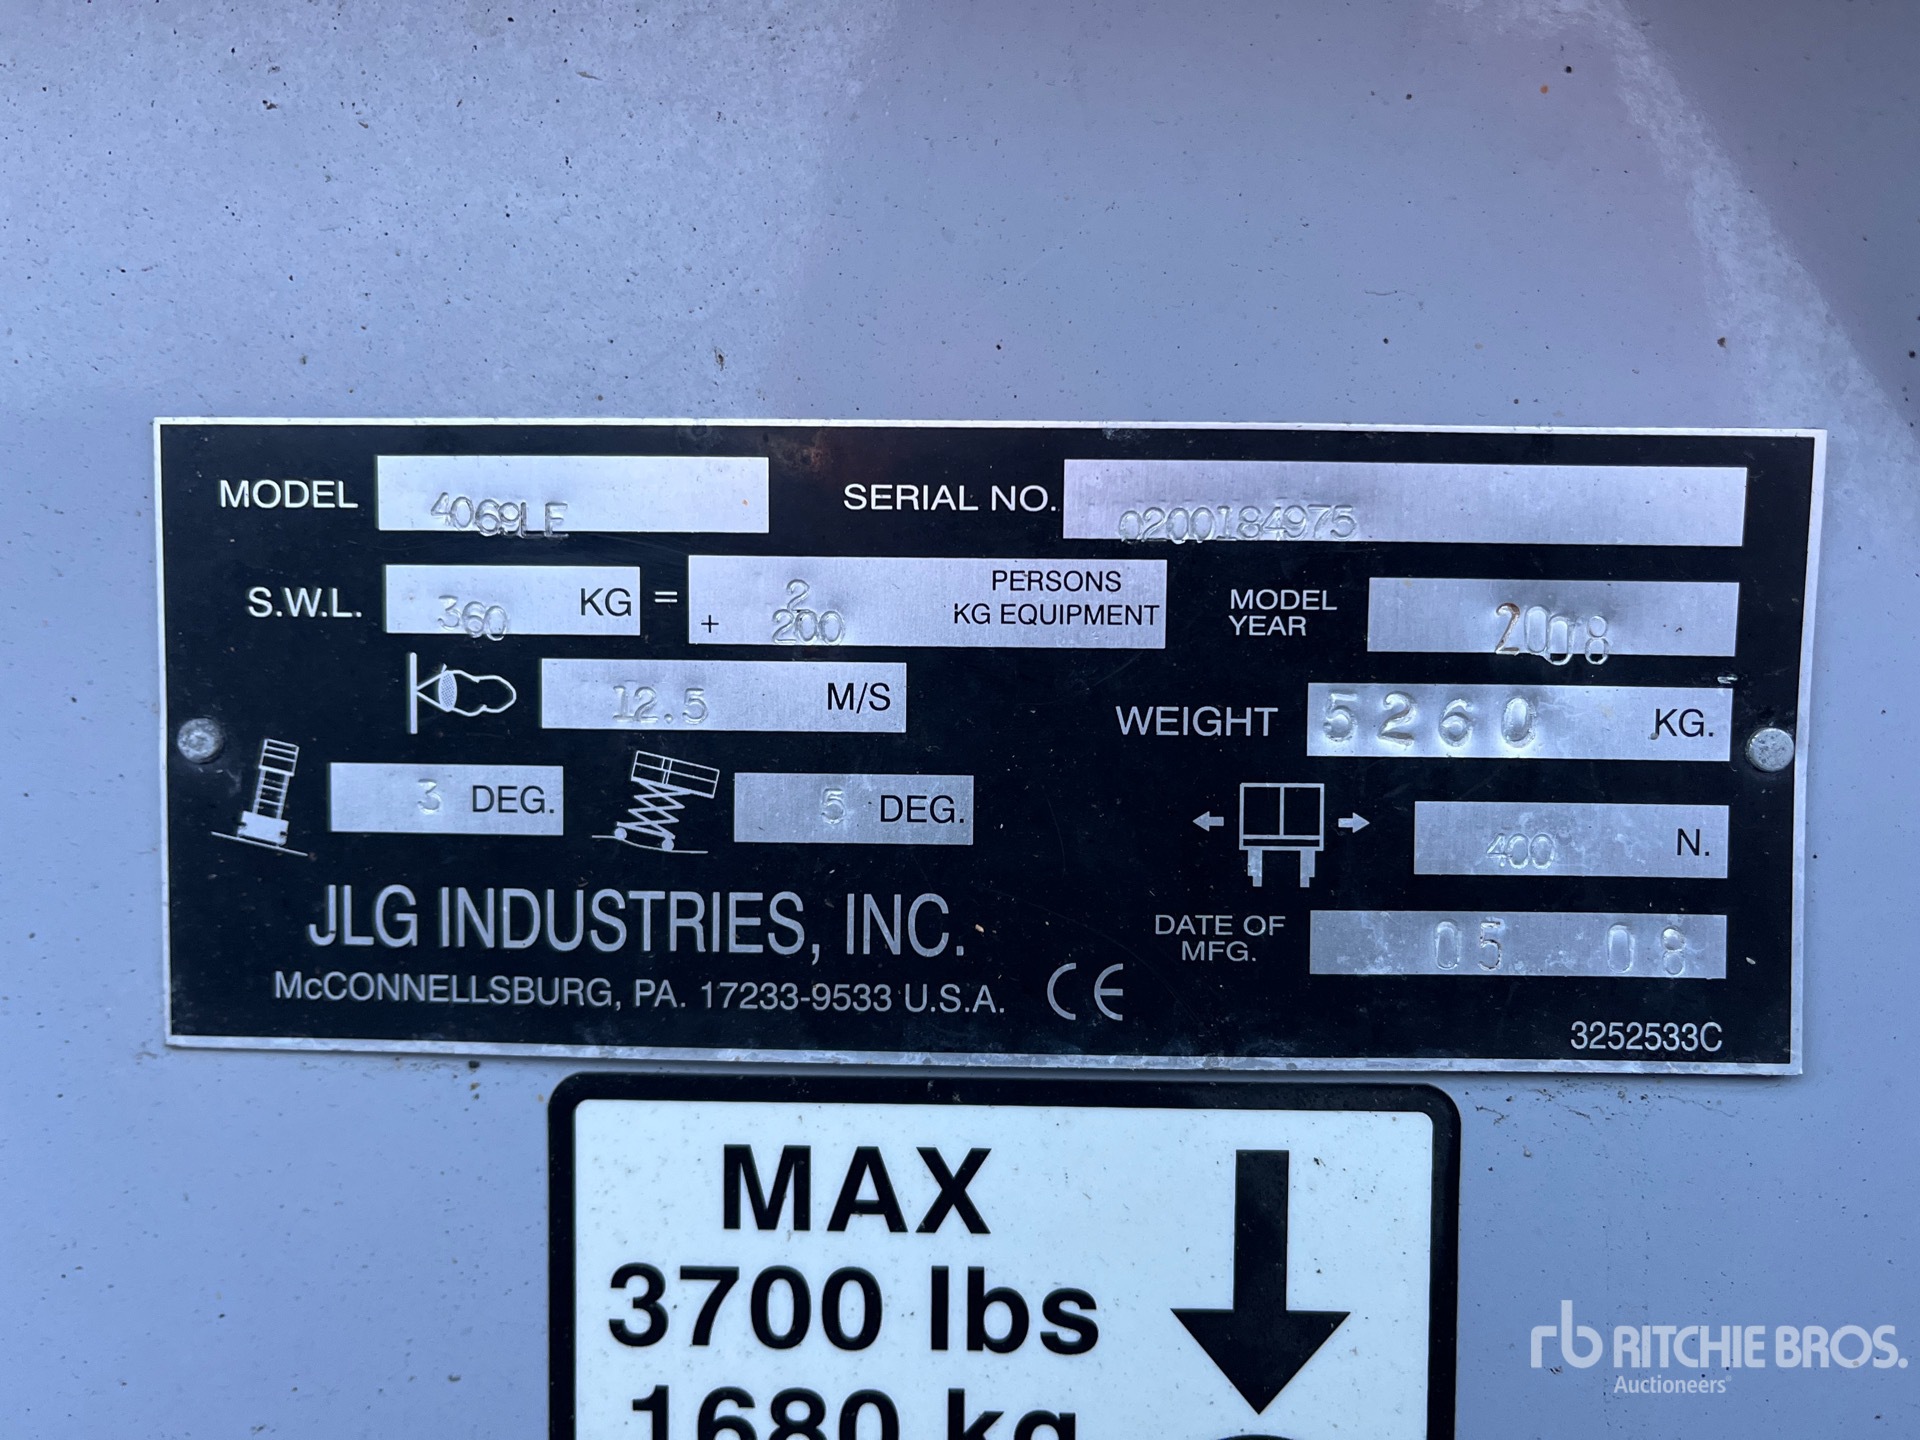 MODEL 4069LE SERIAL NO. 0200184975
S.W.L. 360 KG = 2 PERSONS
+ 200 KG EQUIPMENT
MODEL
YEAR 2008
12.5 M/S
WEIGHT 5260 KG.
3 DEG. 5 DEG.
400 N.
JLG INDUSTRIES, INC.
McCONNELLSBURG, PA. 17233-9533 U.S.A. CE
DATE OF
MFG. 05 08
3252533C
MAX
3700 lbs
1680 kg
rb RITCHIE BROS.
Auctioneers